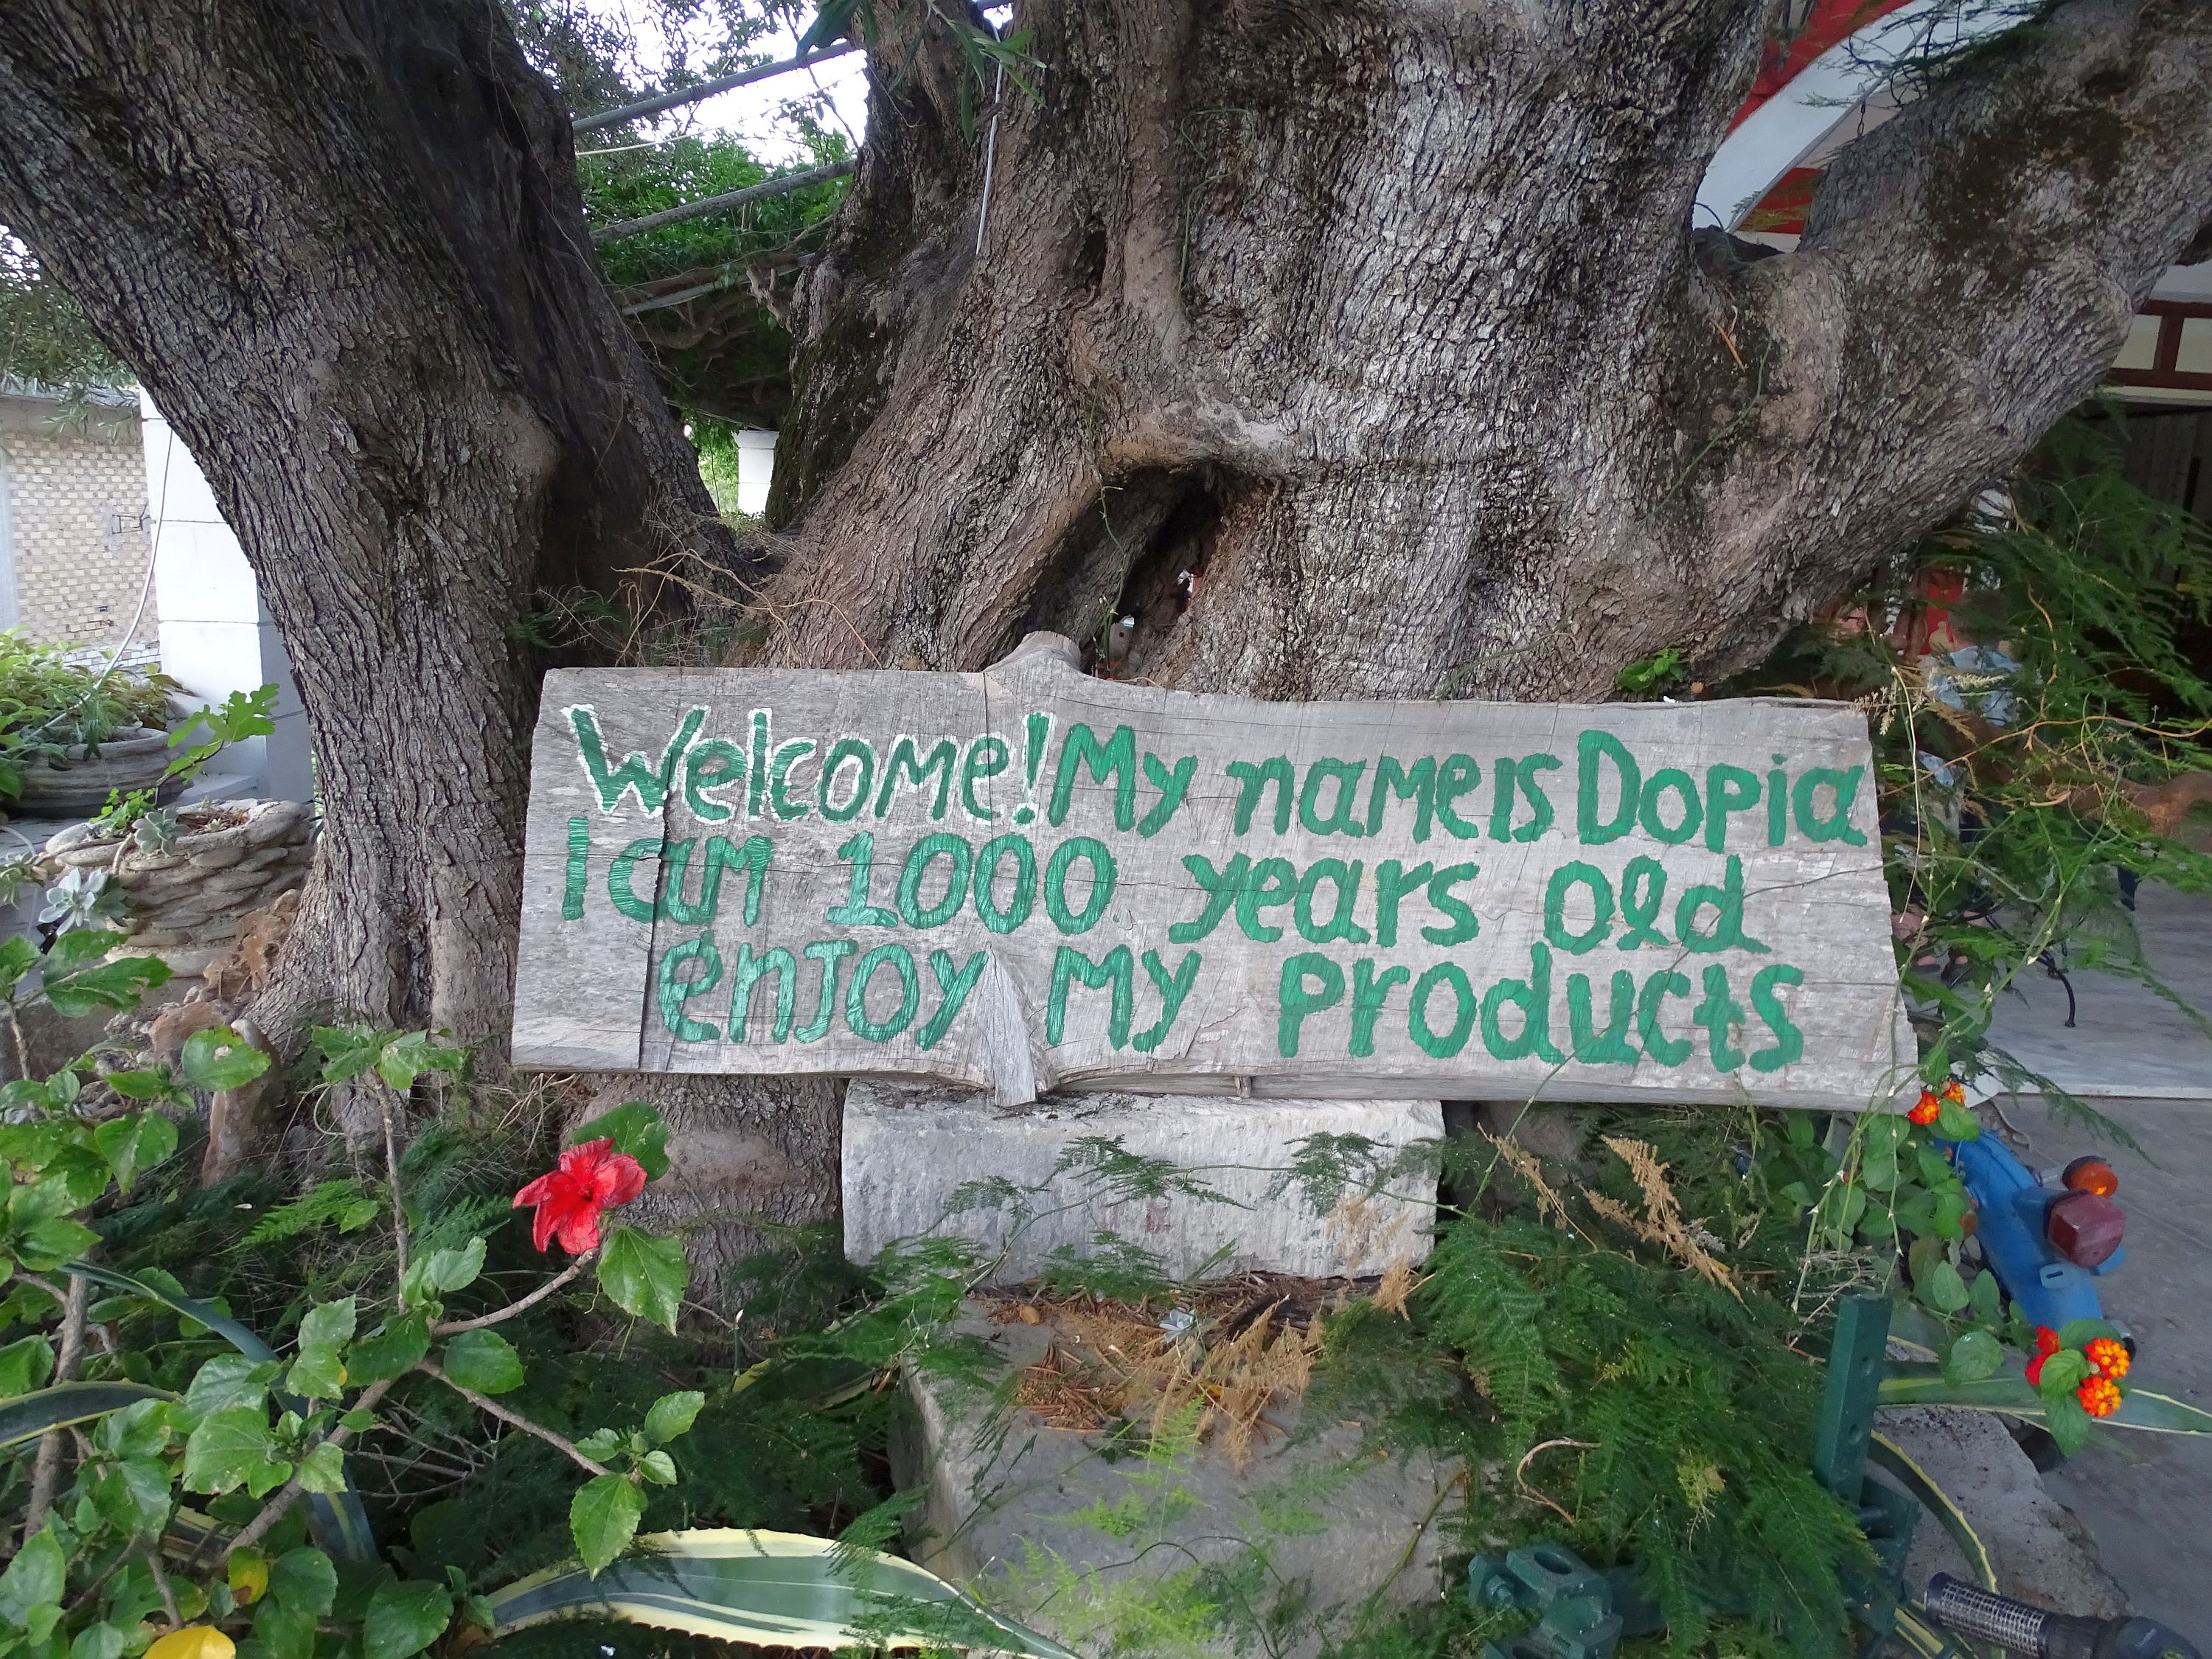 Welcome! My name is Dopia
I am 1000 years old
enjoy my products